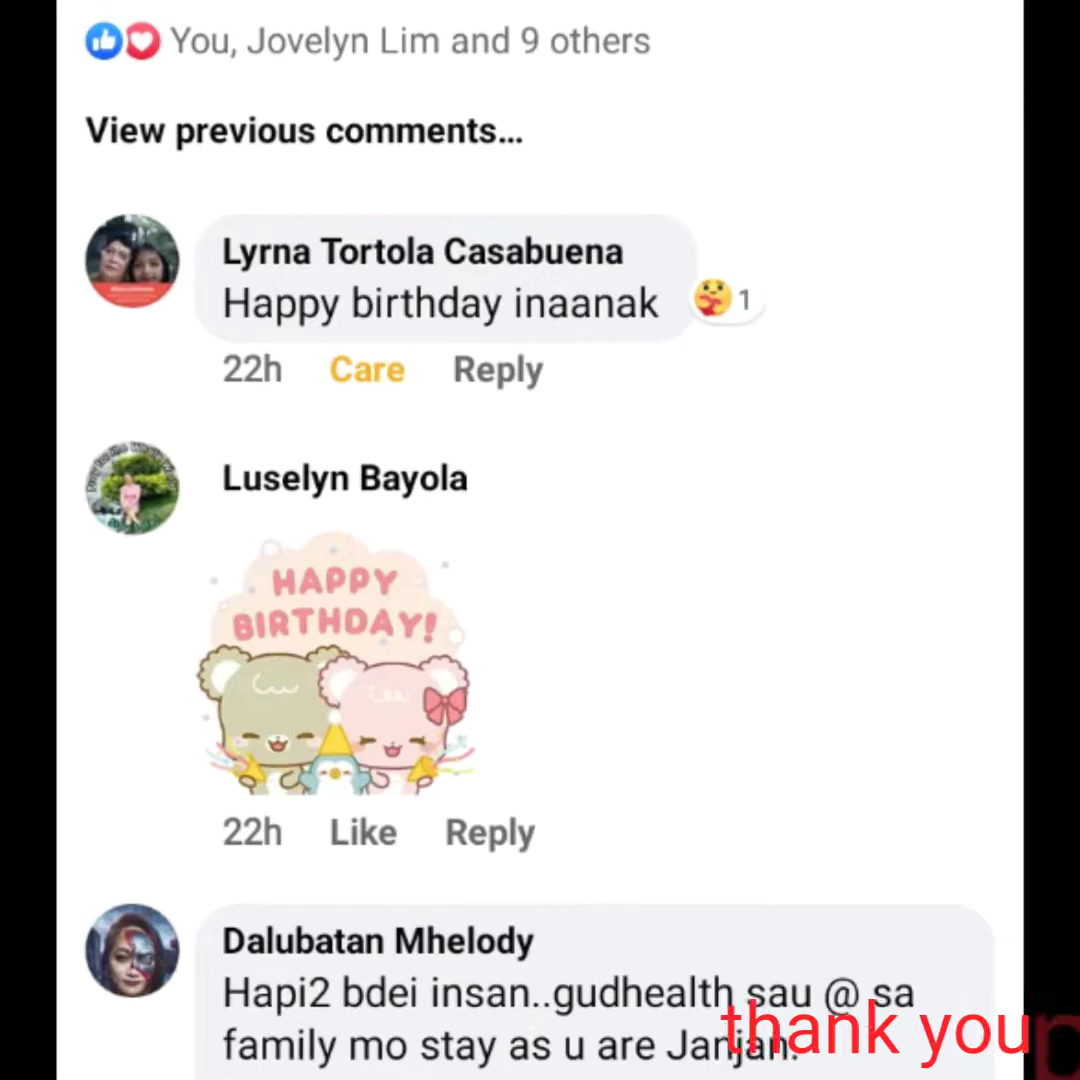 You, Jovelyn Lim and 9 others
View previous comments...
Lyrna Tortola Casabuena
Happy birthday inaanak
1
22h Care Reply
Luselyn Bayola
HAPPY
BIRTHDAY!
22h Like Reply
Dalubatan Mhelody
Hapi2 bdei insan..gudhealth sau @ sa
family mo stay as u are Janjan.
thank you